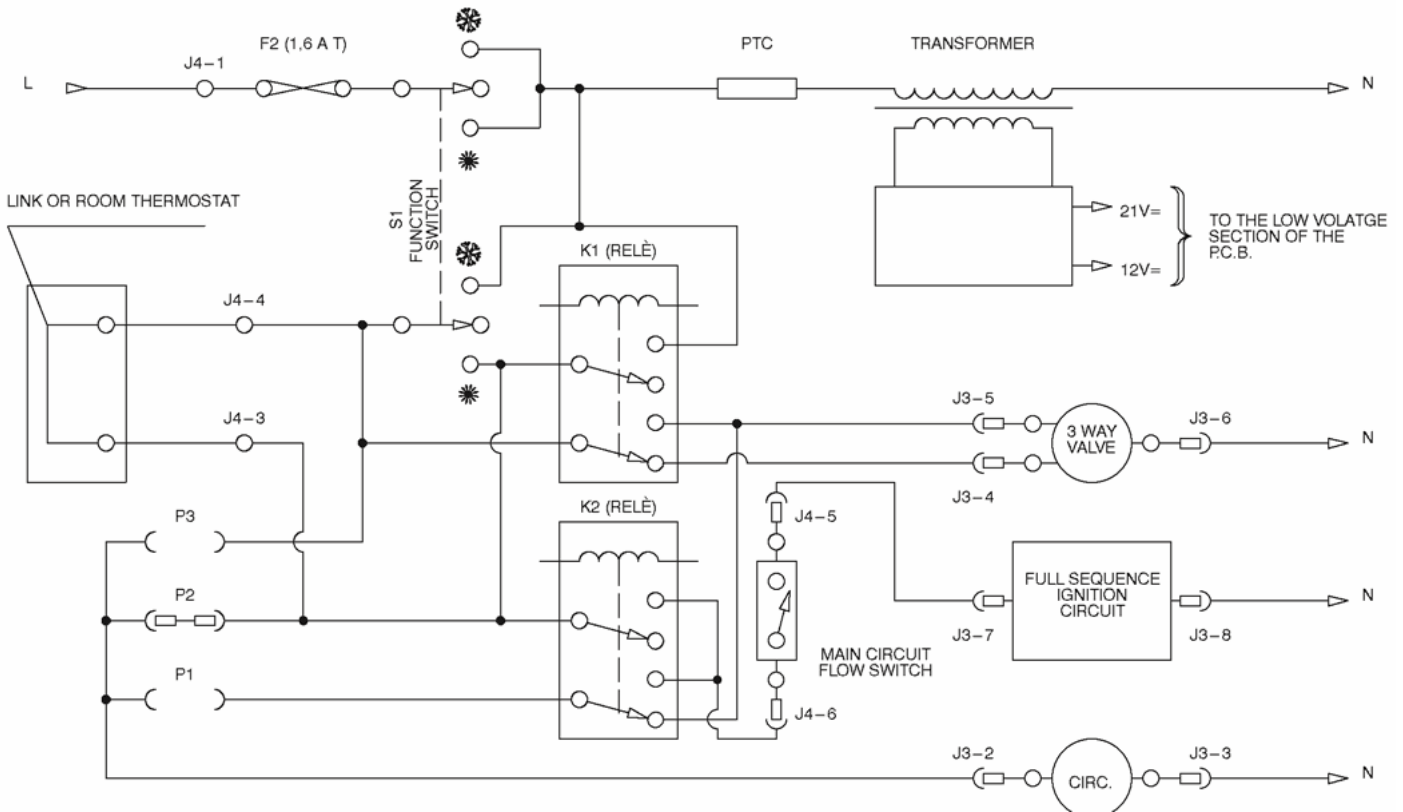 F2 (1,6 A T)
PTC
TRANSFORMER
J4-1
L
N
LINK OR ROOM THERMOSTAT
S1
FUNCTION
SWITCH
21V=
12V=
TO THE LOW VOLATGE
SECTION OF THE
P.C.B.
K1 (RELÈ)
J4-4
J4-3
J3-5
3 WAY
VALVE
J3-6
N
J3-4
K2 (RELÈ)
P3
J4-5
P2
FULL SEQUENCE
IGNITION
CIRCUIT
N
J3-7
J3-8
MAIN CIRCUIT
FLOW SWITCH
P1
J4-6
J3-2
CIRC.
J3-3
N